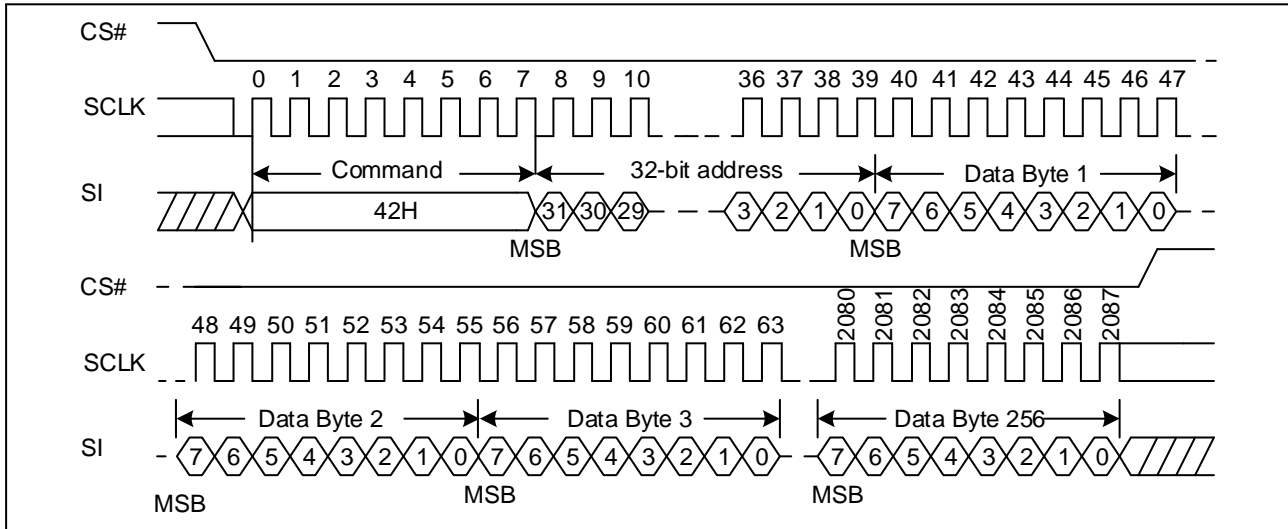 CS#
0 1 2 3 4 5 6 7 8 9 10 36 37 38 39 40 41 42 43 44 45 46 47
SCLK
Command 32-bit address Data Byte 1
SI
42H 31 30 29 3 2 1 0 7 6 5 4 3 2 1 0
MSB MSB
CS#
48 49 50 51 52 53 54 55 56 57 58 59 60 61 62 63 2080 2081 2082 2083 2084 2085 2086 2087
SCLK
Data Byte 2 Data Byte 3 Data Byte 256
SI
7 6 5 4 3 2 1 0 7 6 5 4 3 2 1 0 7 6 5 4 3 2 1 0
MSB MSB MSB